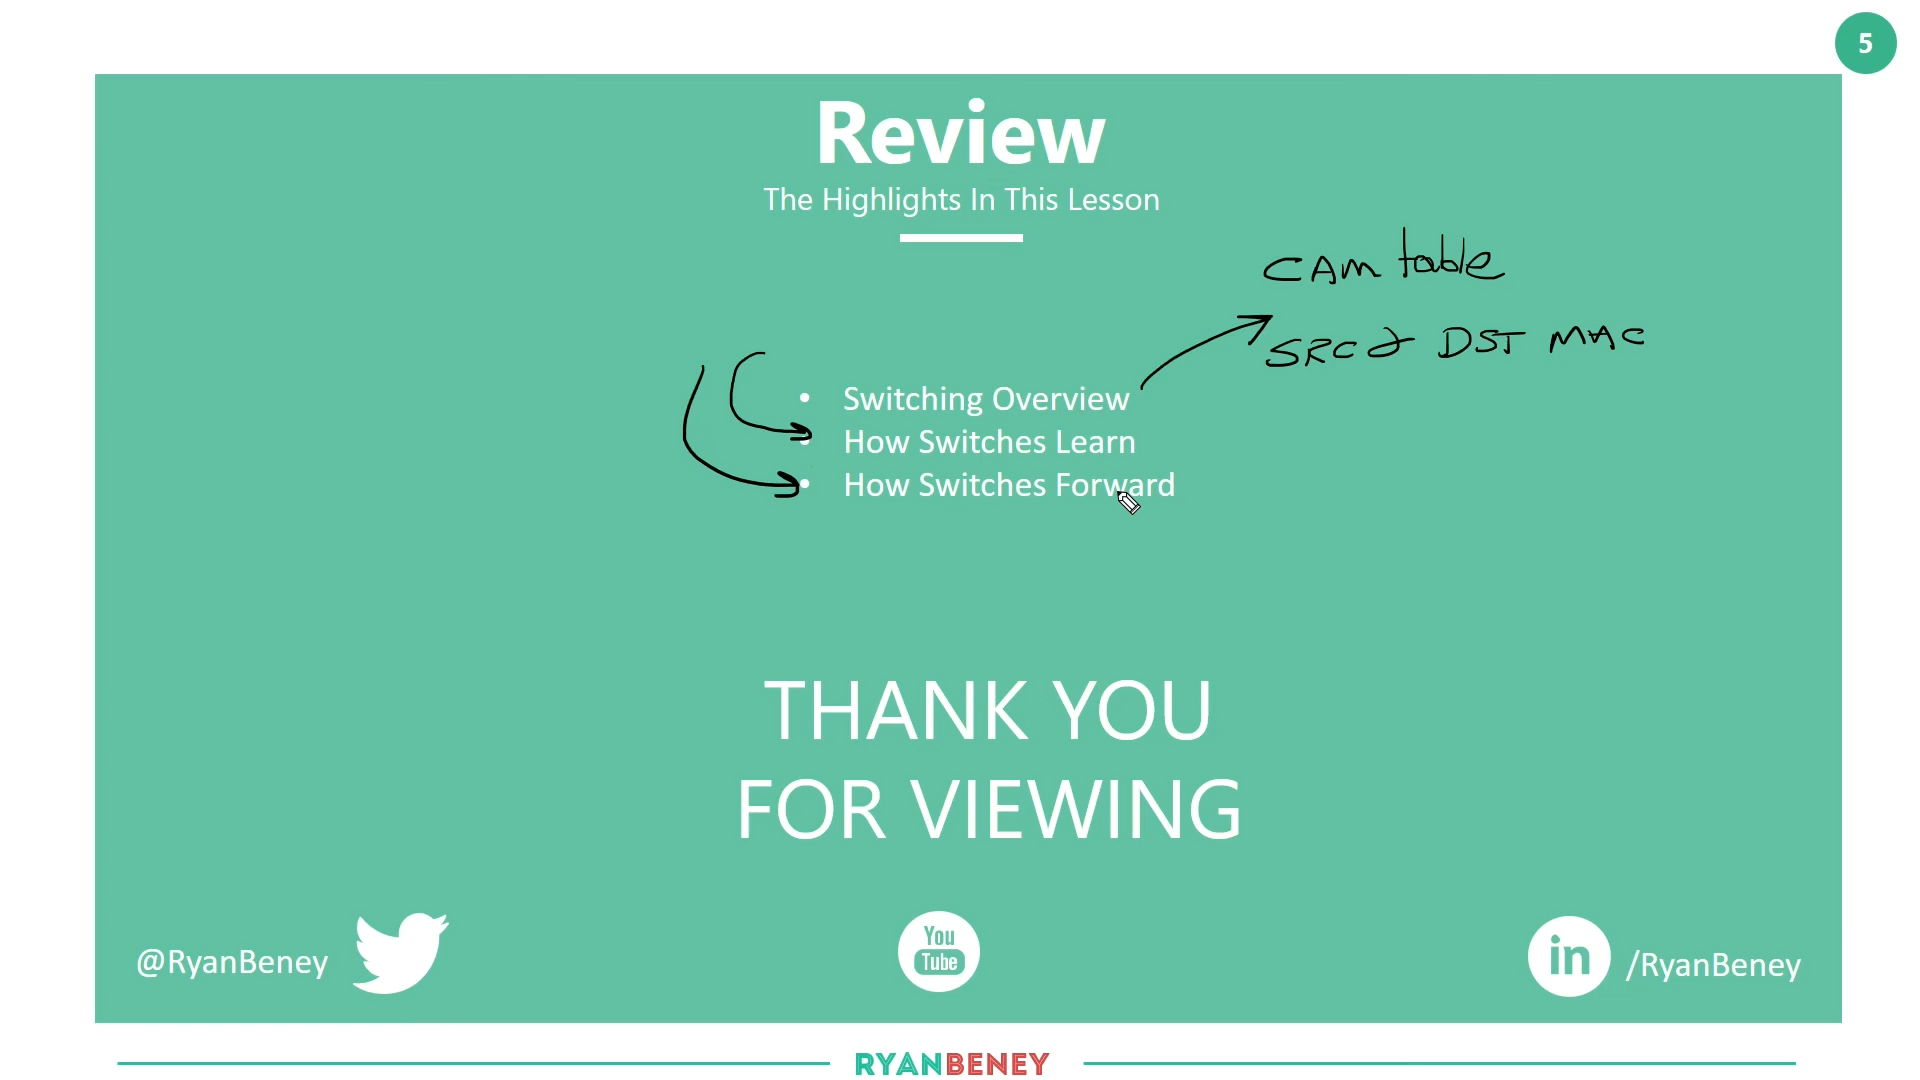 5
Review
The Highlights In This Lesson
CAM table
SRC & DST MAC
• Switching Overview
• How Switches Learn
• How Switches Forward
THANK YOU
FOR VIEWING
@RyanBeney
You
Tube
in
/RyanBeney
RYANBENEY